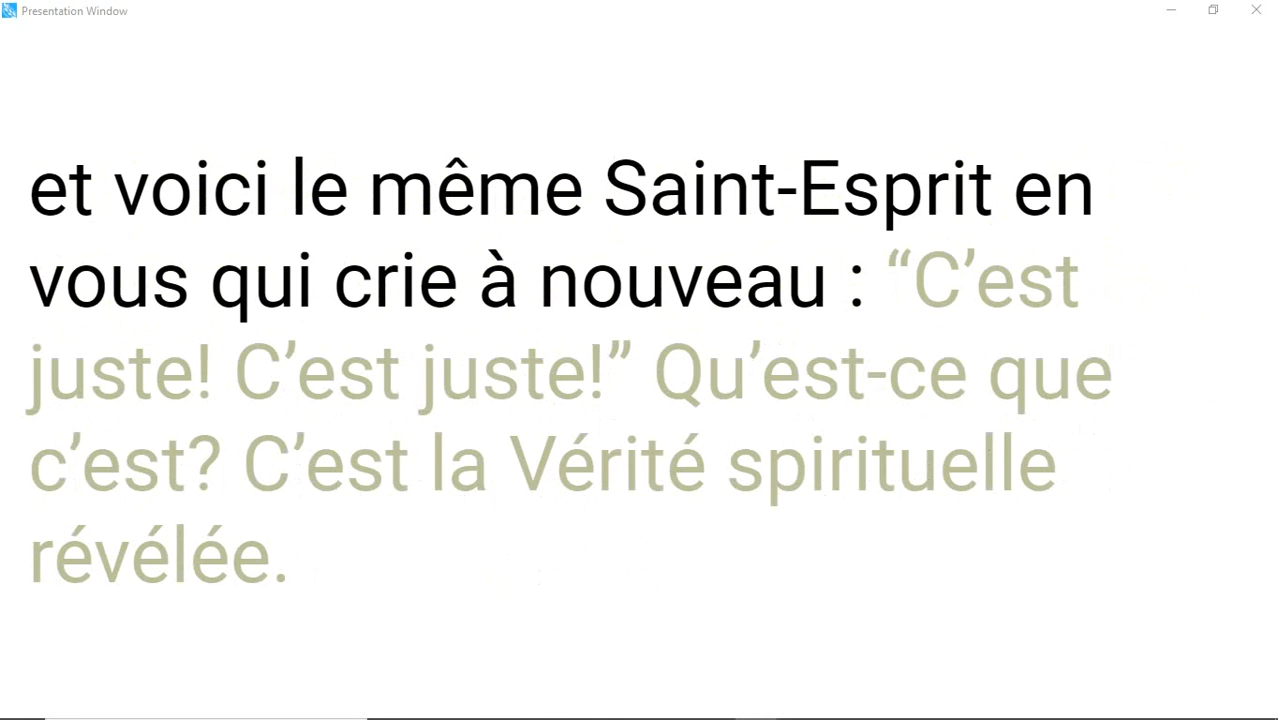 Presentation Window
et voici le même Saint-Esprit en
vous qui crie à nouveau : “C’est
juste! C’est juste!” Qu’est-ce que
c’est? C’est la Vérité spirituelle
révélée.